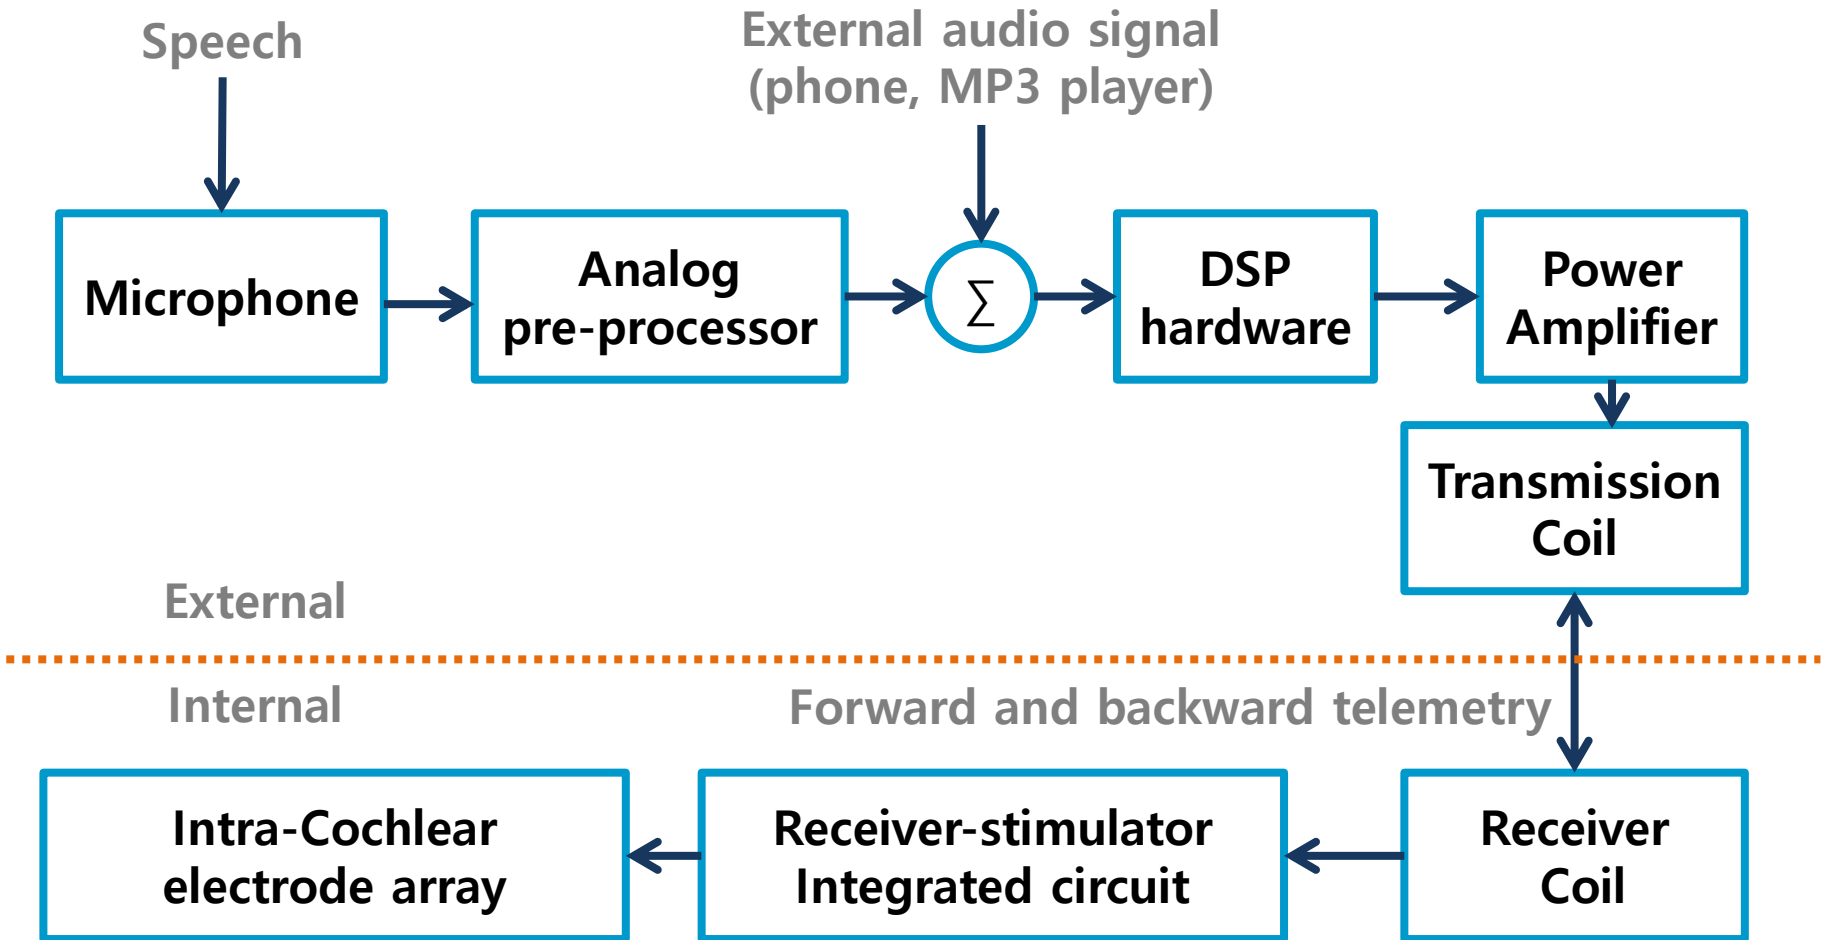 Speech
External audio signal
(phone, MP3 player)
Microphone
Analog
pre-processor
∑
DSP
hardware
Power
Amplifier
Transmission
Coil
External
Internal
Forward and backward telemetry
Intra-Cochlear
electrode array
Receiver-stimulator
Integrated circuit
Receiver
Coil